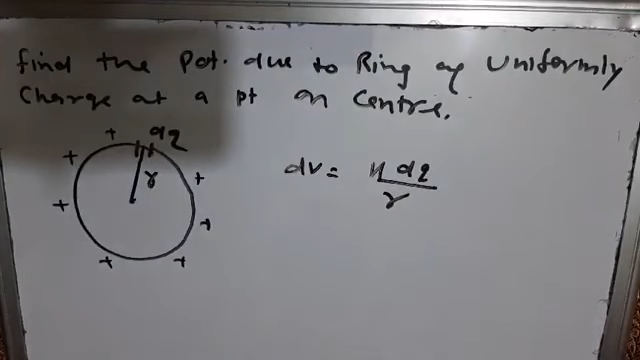 find the Pot. due to Ring of Uniformly
Charge at a pt on Centre.
+ dq
+ r +
+ +
+ +
dv = K dq / r